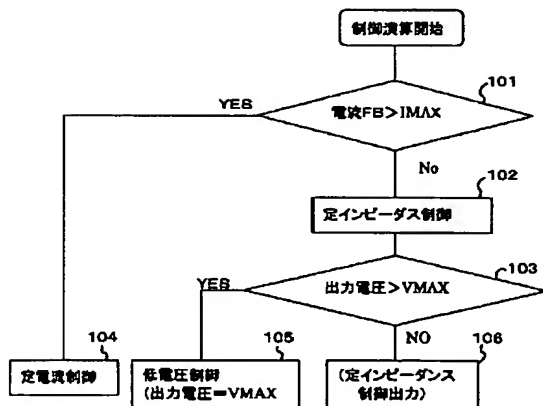 制御演算開始
101
YES
電流FB>IMAX
No
102
定インピーダス制御
103
YES
出力電圧>VMAX
104
105
NO
106
定電流制御
低電圧制御
(出力電圧=VMAX
(定インピーダンス
制御出力)